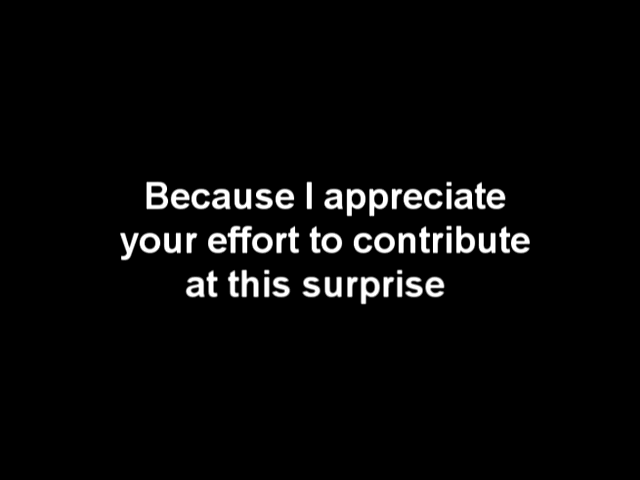 Because I appreciate
your effort to contribute
at this surprise